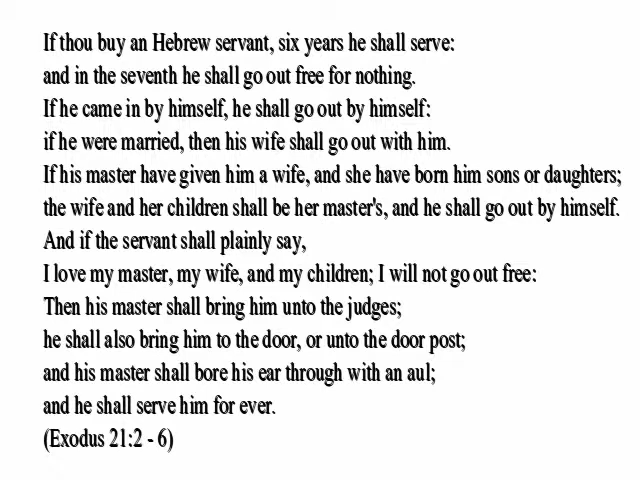 If thou buy an Hebrew servant, six years he shall serve:
and in the seventh he shall go out free for nothing.
If he came in by himself, he shall go out by himself:
if he were married, then his wife shall go out with him.
If his master have given him a wife, and she have born him sons or daughters;
the wife and her children shall be her master's, and he shall go out by himself.
And if the servant shall plainly say,
I love my master, my wife, and my children; I will not go out free:
Then his master shall bring him unto the judges;
he shall also bring him to the door, or unto the door post;
and his master shall bore his ear through with an aul;
and he shall serve him for ever.
(Exodus 21:2 - 6)